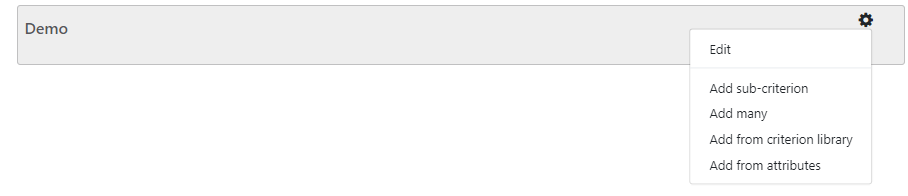 Demo
Edit
Add sub-criterion
Add many
Add from criterion library
Add from attributes